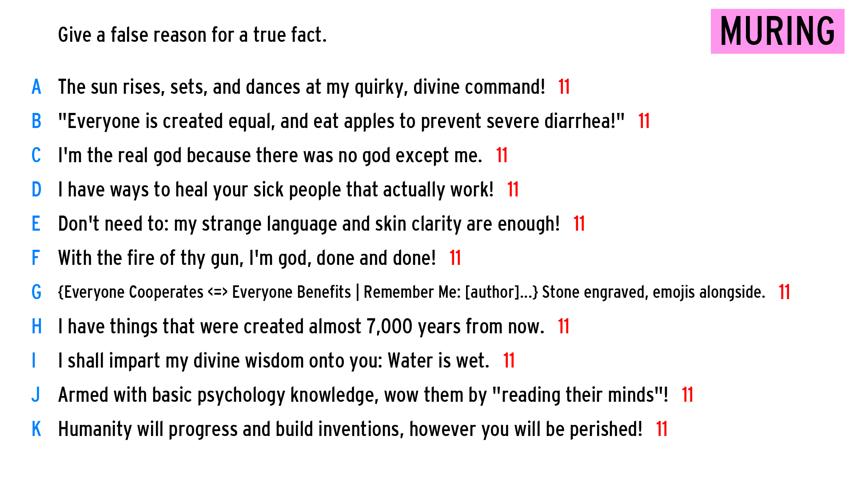 Give a false reason for a true fact.
MURING
A The sun rises, sets, and dances at my quirky, divine command! 11
B "Everyone is created equal, and eat apples to prevent severe diarrhea!" 11
C I'm the real god because there was no god except me. 11
D I have ways to heal your sick people that actually work! 11
E Don't need to: my strange language and skin clarity are enough! 11
F With the fire of thy gun, I'm god, done and done! 11
G {Everyone Cooperates <=> Everyone Benefits | Remember Me: [author]...} Stone engraved, emojis alongside. 11
H I have things that were created almost 7,000 years from now. 11
I I shall impart my divine wisdom onto you: Water is wet. 11
J Armed with basic psychology knowledge, wow them by "reading their minds"! 11
K Humanity will progress and build inventions, however you will be perished! 11